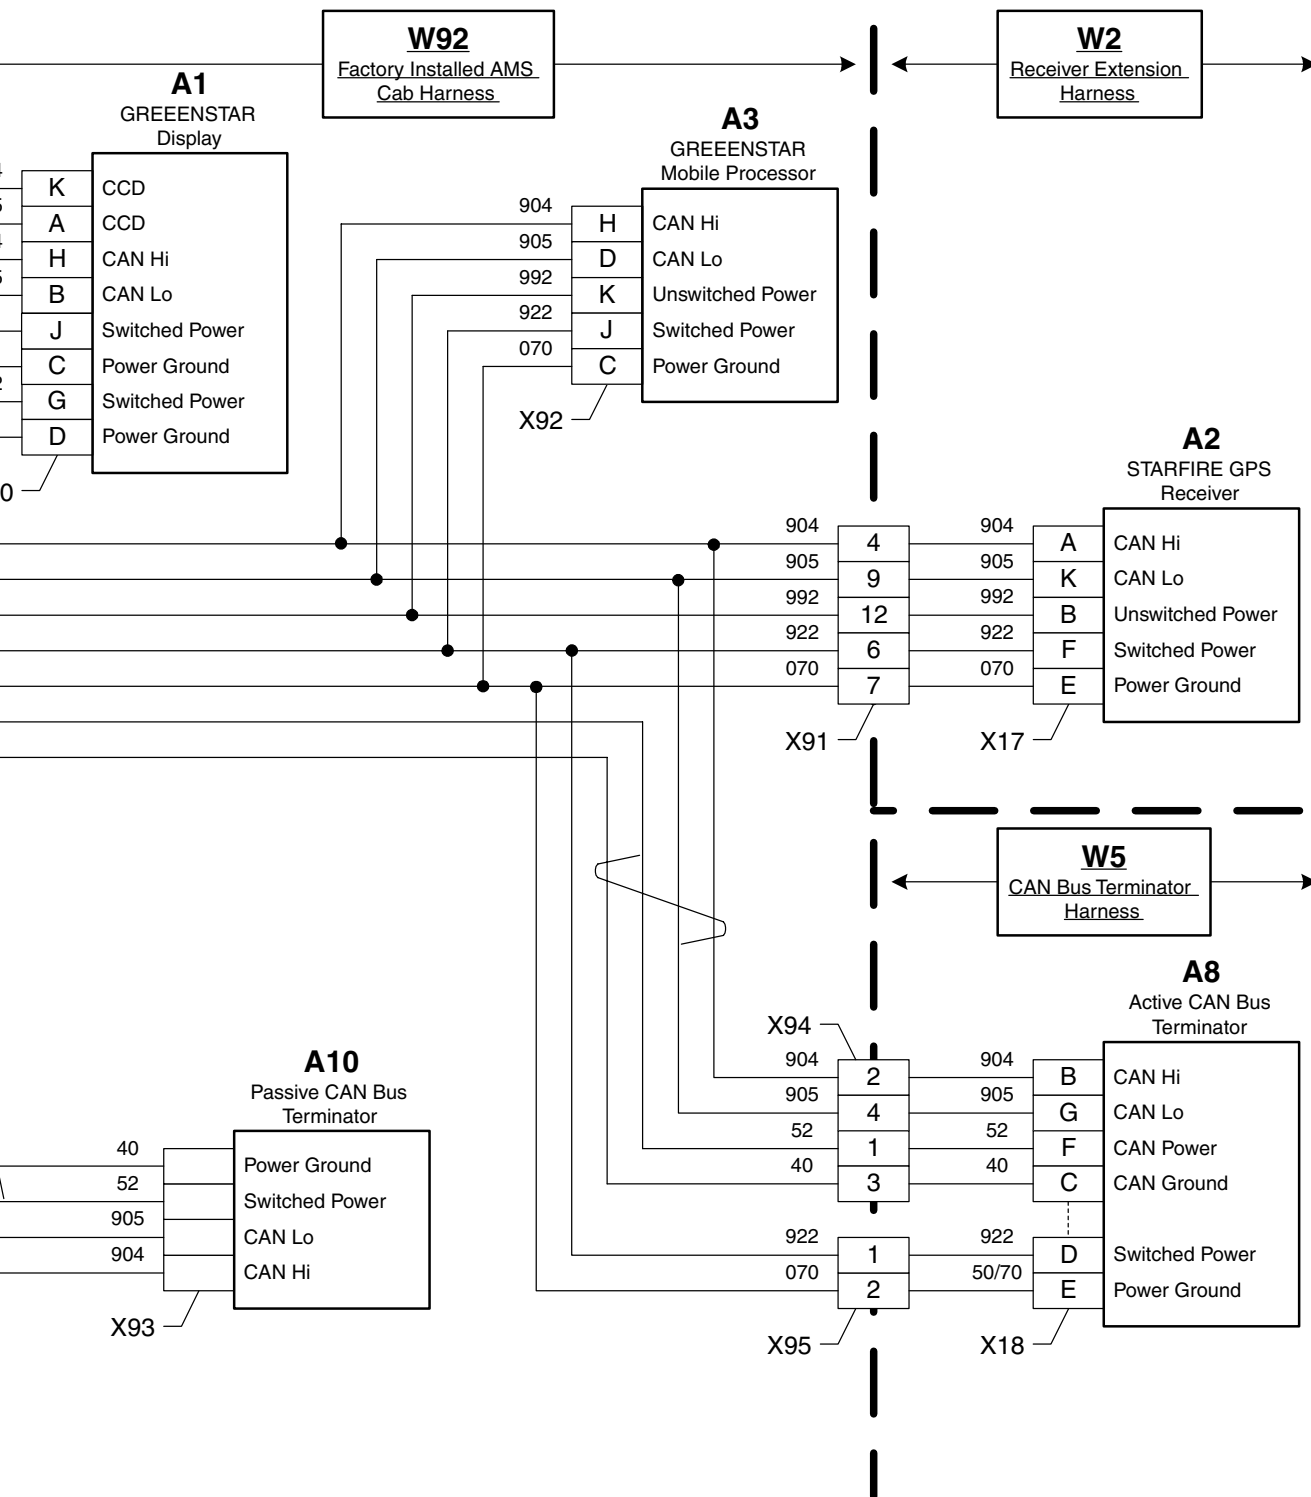 W92
Factory Installed AMS
Cab Harness
W2
Receiver Extension
Harness
A1
GREEENSTAR
Display
K CCD
A CCD
H CAN Hi
B CAN Lo
J Switched Power
C Power Ground
G Switched Power
D Power Ground
0
A3
GREEENSTAR
Mobile Processor
904 H CAN Hi
905 D CAN Lo
992 K Unswitched Power
922 J Switched Power
070 C Power Ground
X92
A2
STARFIRE GPS
Receiver
904 4 904 A CAN Hi
905 9 905 K CAN Lo
992 12 992 B Unswitched Power
922 6 922 F Switched Power
070 7 070 E Power Ground
X91 X17
W5
CAN Bus Terminator
Harness
A8
Active CAN Bus
Terminator
X94
904 2 904 B CAN Hi
905 4 905 G CAN Lo
52 1 52 F CAN Power
40 3 40 C CAN Ground
922 1 922 D Switched Power
070 2 50/70 E Power Ground
X95 X18
A10
Passive CAN Bus
Terminator
40 Power Ground
52 Switched Power
905 CAN Lo
904 CAN Hi
X93